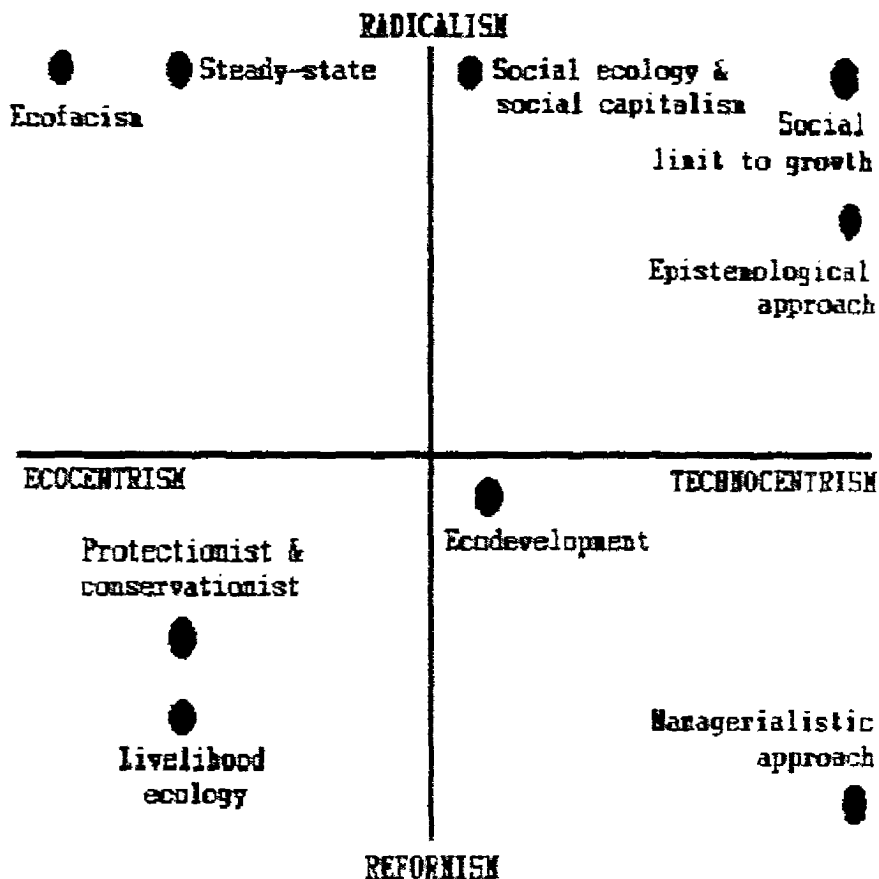 RADICALISM
Steady-state
Social ecology &
social capitalism
Ecofacism
Social
limit to growth
Epistemological
approach
ECOCENTRISM
TECHNOCENTRISM
Ecodevelopment
Protectionist &
conservationist
Livelihood
ecology
Managerialistic
approach
REFORMISM